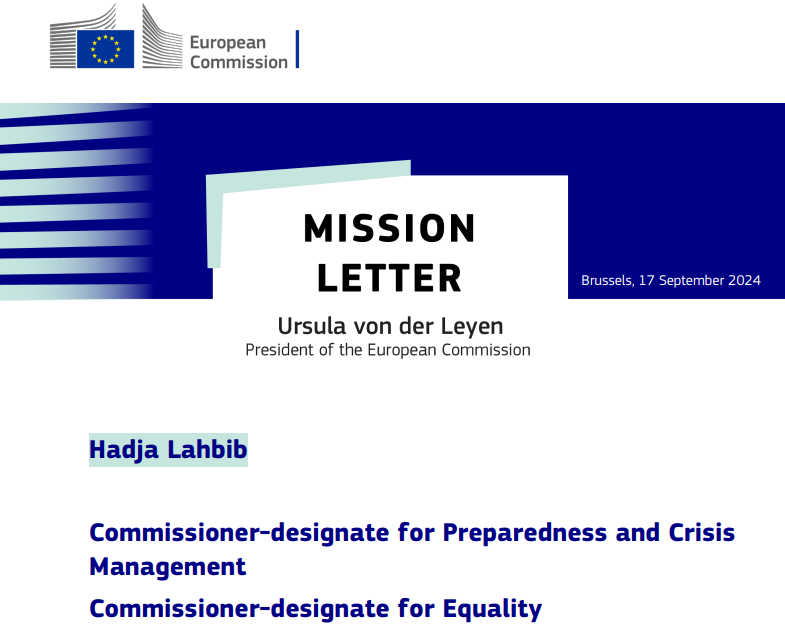 European
Commission
MISSION
LETTER
Brussels, 17 September 2024
Ursula von der Leyen
President of the European Commission
Hadja Lahbib
Commissioner-designate for Preparedness and Crisis
Management
Commissioner-designate for Equality